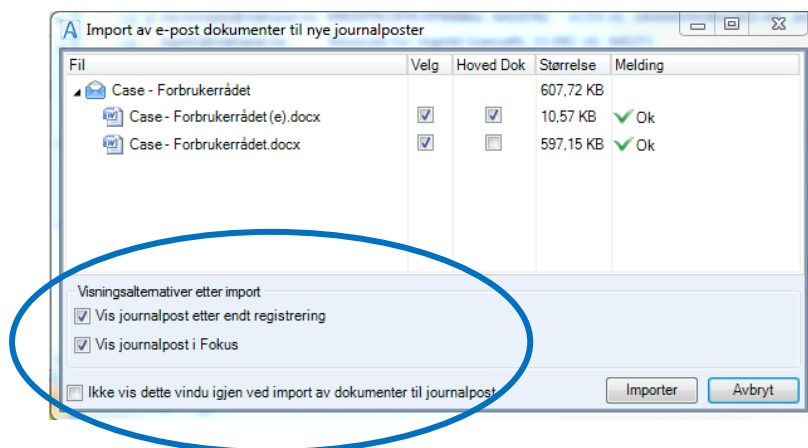 Import av e-post dokumenter til nye journalposter
Fil Velg Hoved Dok Størrelse Melding
Case - Forbrukerrådet 607,72 KB
Case - Forbrukerrådet (e).docx 10,57 KB Ok
Case - Forbrukerrådet.docx 597,15 KB Ok
Visningsalternativer etter import
Vis journalpost etter endt registrering
Vis journalpost i Fokus
Ikke vis dette vindu igjen ved import av dokumenter til journalpost
Importer Avbryt